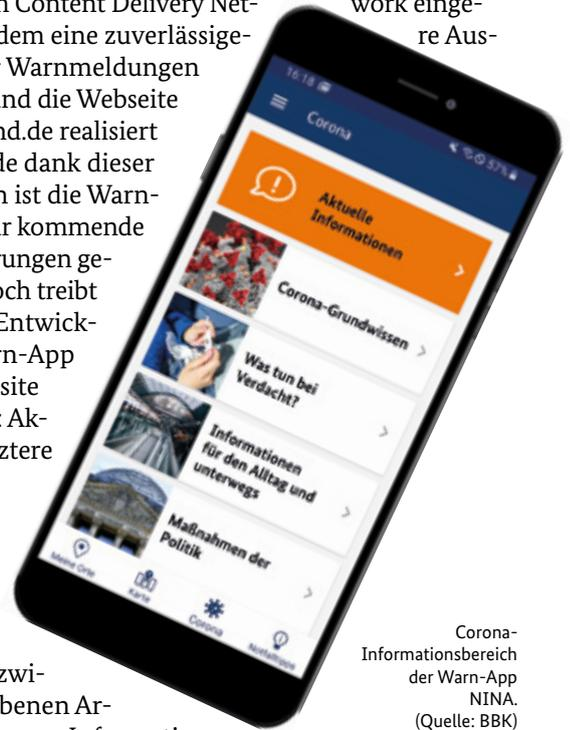 n Content Delivery Net-
dem eine zuverlässige-
r Warnmeldungen
und die Webseite
nd.de realisiert
de dank dieser
n ist die Warn-
ür kommende
rungen ge-
och treibt
Entwick-
rn-App
site
: Ak-
ztere
zwi-
benen Ar-
work einge-
re Aus-
16:18
57%
Corona
Aktuelle
Informationen
Corona-Grundwissen
Was tun bei
Verdacht?
Informationen
für den Alltag und
unterwegs
Maßnahmen der
Politik
Meine Orte
Karte
Corona
Notfalltipps
Corona-
Informationsbereich
der Warn-App
NINA.
(Quelle: BBK)